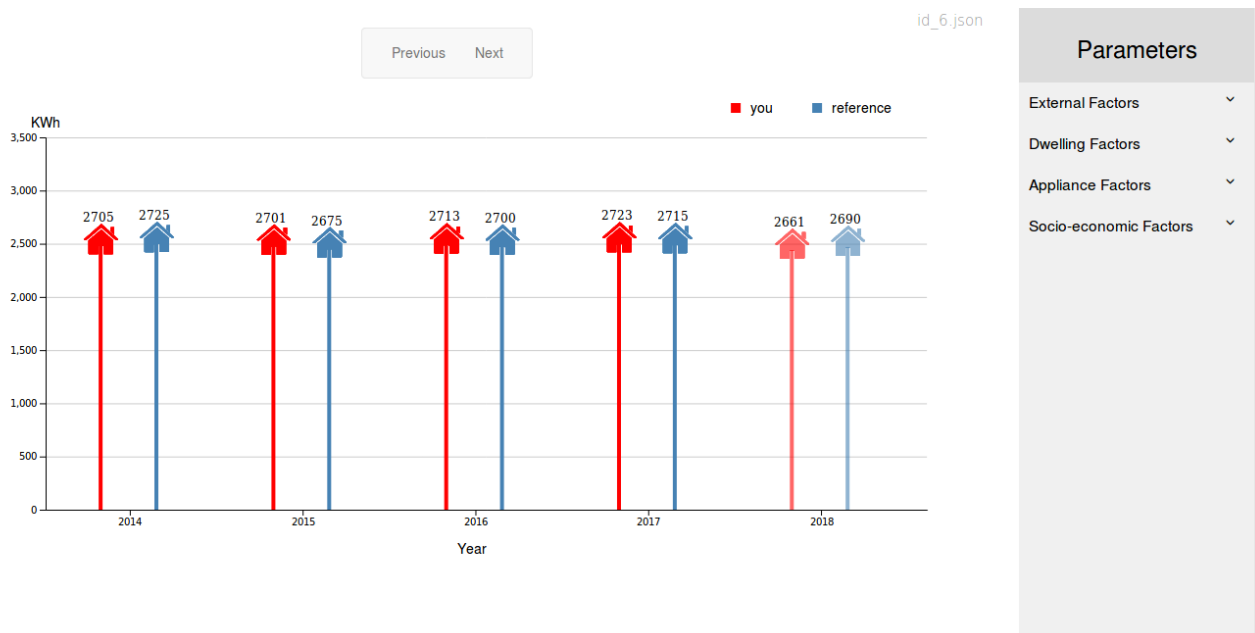 id_6.json
Previous Next
Parameters
External Factors
Dwelling Factors
Appliance Factors
Socio-economic Factors
you reference
KWh
3,500
3,000
2,500
2,000
1,500
1,000
500
0
2705 2725 2701 2675 2713 2700 2723 2715 2661 2690
2014 2015 2016 2017 2018
Year